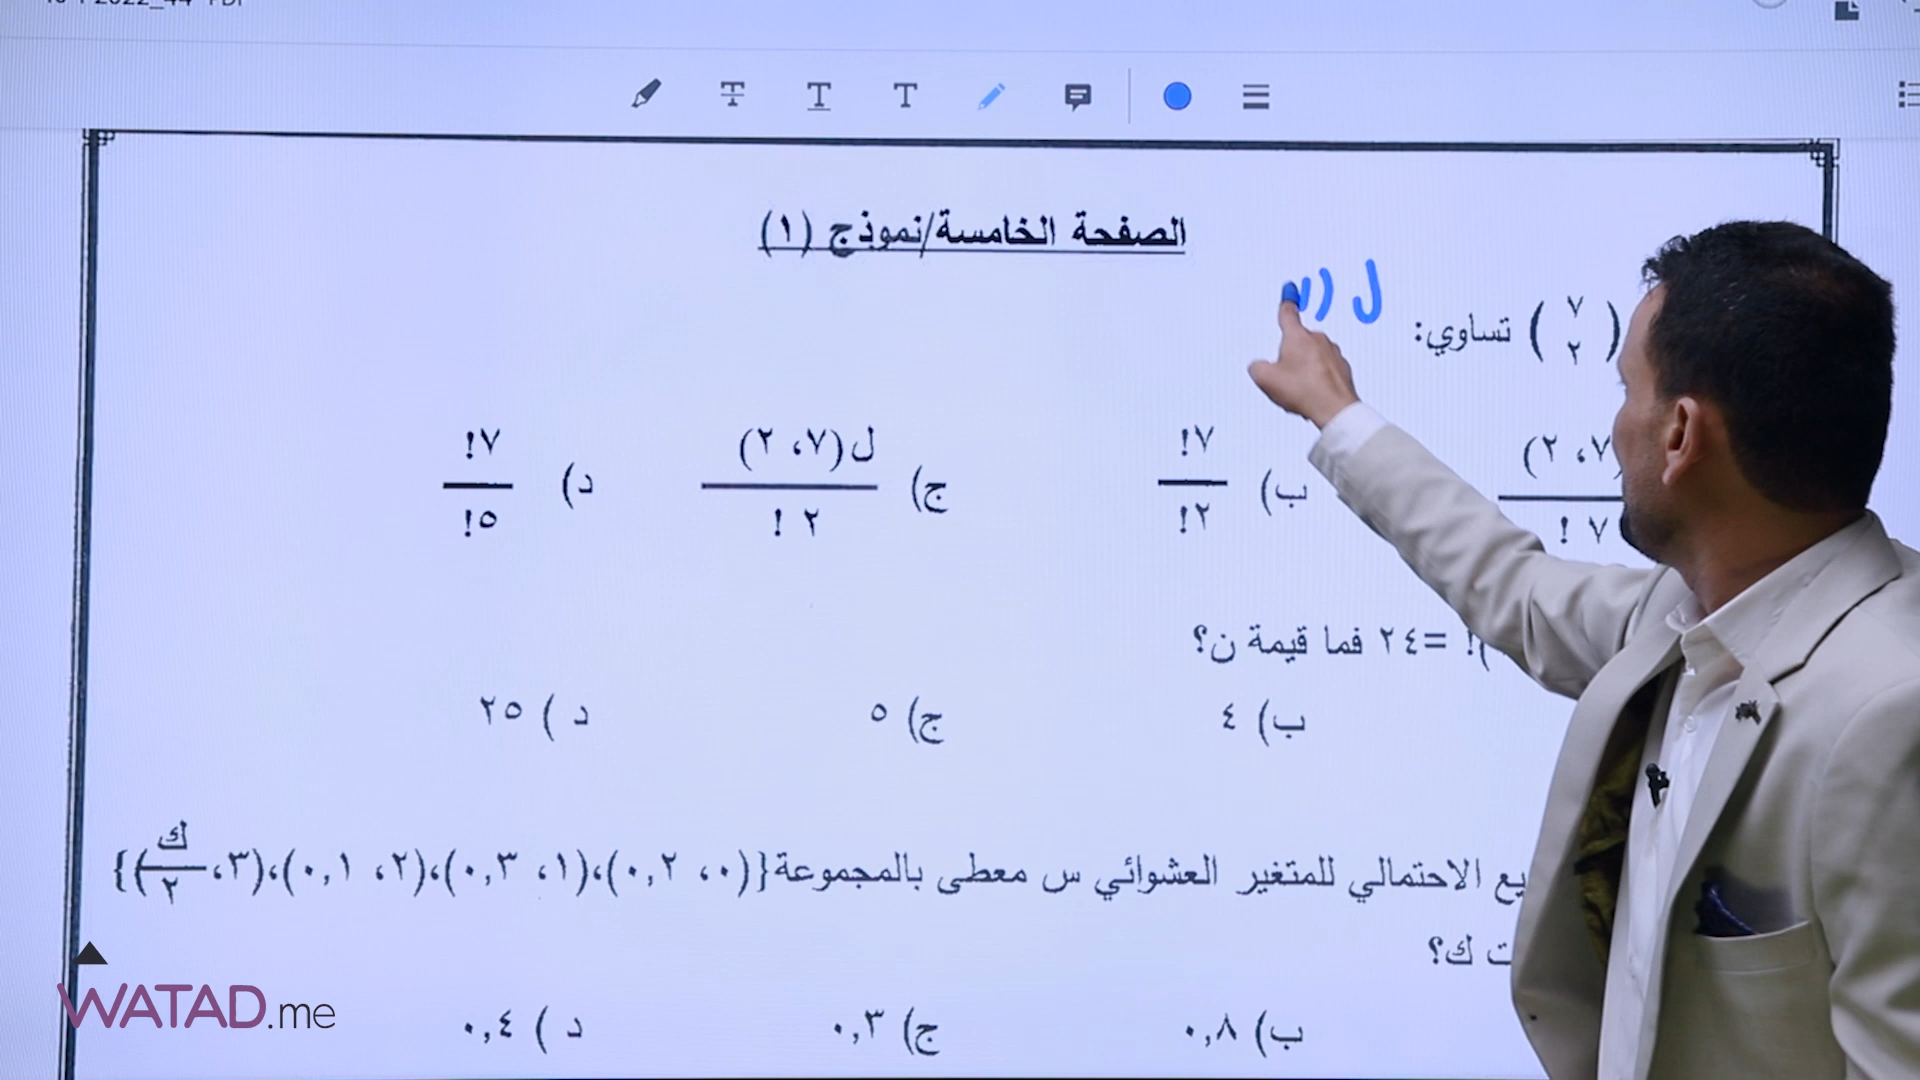 الصفحة الخامسة/نموذج (١)
ل (٧
(٧ ٢) تساوي:
(٧، ٢) / ٧ !
ب) ٧! / ٢!
ج) ل(٧، ٢) / ٢ !
د) ٧! / ٥!
)! =٢٤ فما قيمة ن؟
ب) ٤
ج) ٥
د ) ٢٥
الاحتمالي للمتغير العشوائي س معطى بالمجموعة{(٠، ٠,٢)،(١، ٠,٣)،(٢، ٠,١)،(٣، ك/٢)}
ك؟
ب) ٠,٨
ج) ٠,٣
د ) ٠,٤
WATAD.me